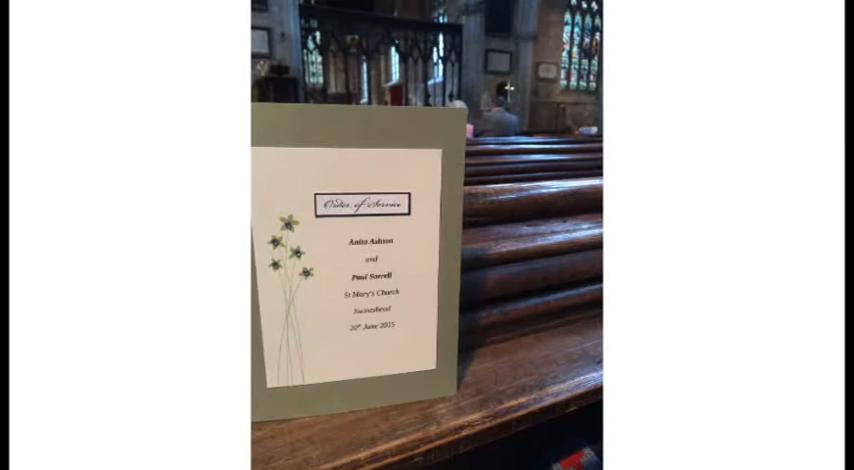 Order of Service
Anita Ashton
and
Paul Sorrell
St Mary's Church
Swineshead
20th June 2015